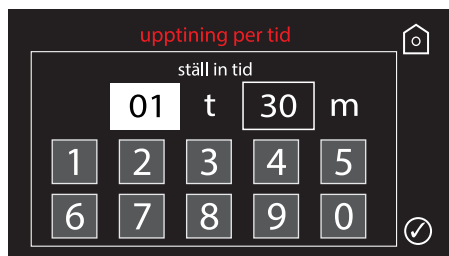 upptining per tid
ställ in tid
01 t 30 m
1 2 3 4 5
6 7 8 9 0